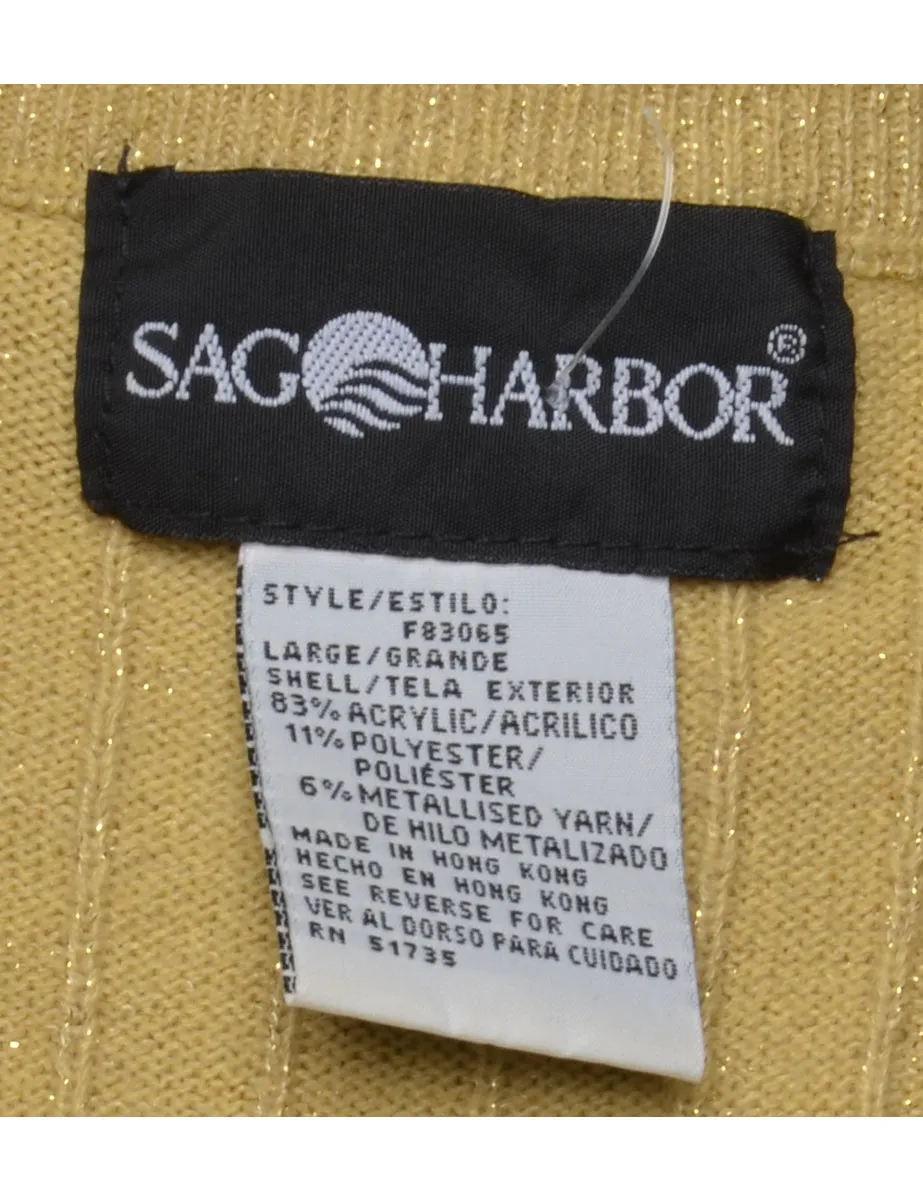 SAG HARBOR®
STYLE/ESTILO:
F83065
LARGE/GRANDE
SHELL/TELA EXTERIOR
83% ACRYLIC/ACRILICO
11% POLYESTER/
POLIÉSTER
6% METALLISED YARN/
DE HILO METALIZADO
MADE IN HONG KONG
HECHO EN HONG KONG
SEE REVERSE FOR CARE
VER AL DORSO PARA CUIDADO
RN 51735